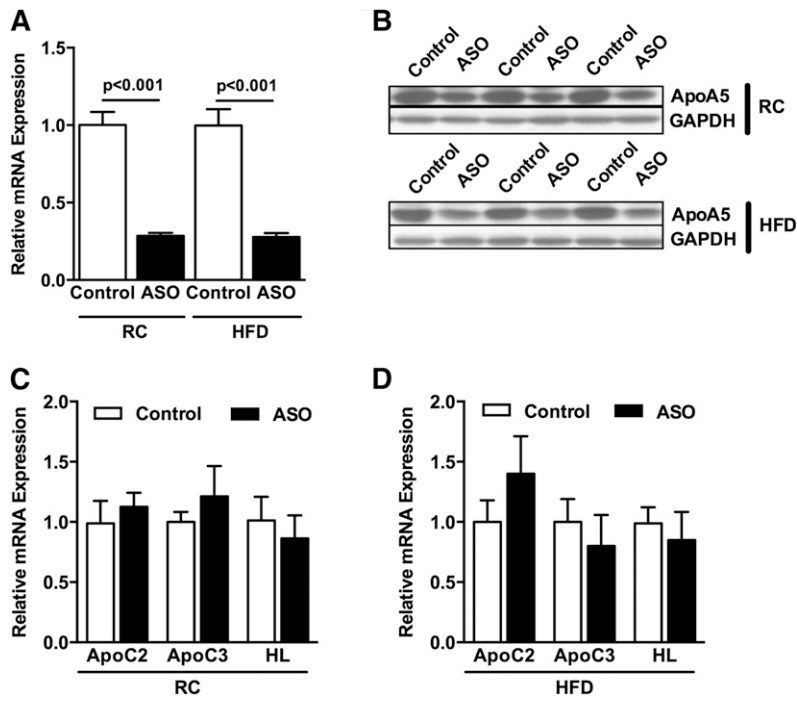 A
Relative mRNA Expression
1.5
1.0
0.5
0.0
p<0.001
p<0.001
Control ASO Control ASO
RC
HFD
B
Control ASO Control ASO Control ASO
ApoA5
GAPDH
RC
Control ASO Control ASO Control ASO
ApoA5
GAPDH
HFD
C
Relative mRNA Expression
2.0
1.5
1.0
0.5
0.0
Control ASO
ApoC2 ApoC3 HL
RC
D
Relative mRNA Expression
2.0
1.5
1.0
0.5
0.0
Control ASO
ApoC2 ApoC3 HL
HFD